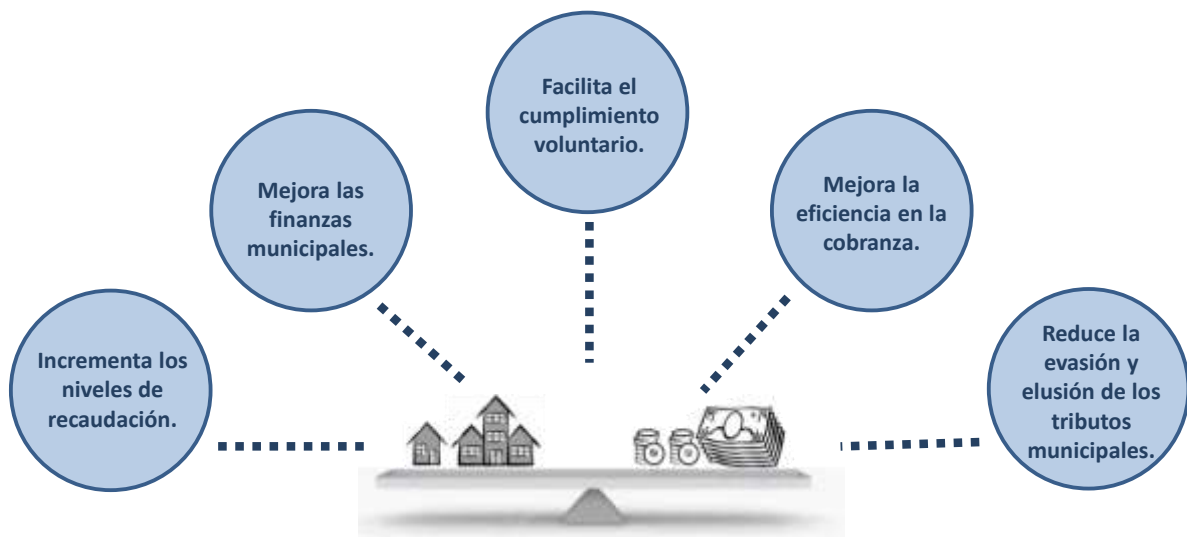 Incrementa los
niveles de
recaudación.
Mejora las
finanzas
municipales.
Facilita el
cumplimiento
voluntario.
Mejora la
eficiencia en la
cobranza.
Reduce la
evasión y
elusión de los
tributos
municipales.